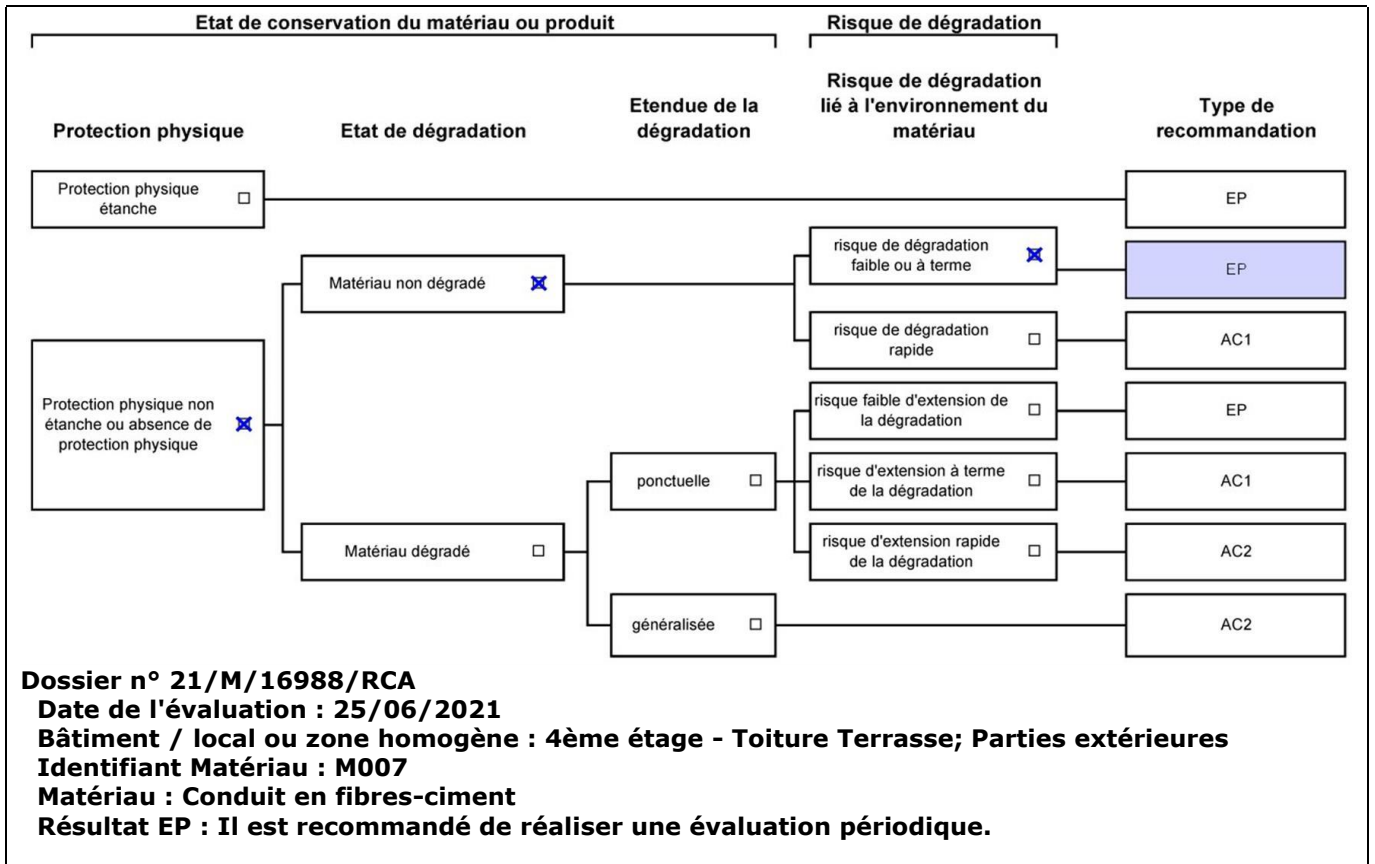 Etat de conservation du matériau ou produit
Risque de dégradation
Protection physique
Etat de dégradation
Etendue de la
dégradation
Risque de dégradation
lié à l'environnement du
matériau
Type de
recommandation
Protection physique
étanche
EP
risque de dégradation
faible ou à terme
EP
Matériau non dégradé
risque de dégradation
rapide
AC1
Protection physique non
étanche ou absence de
protection physique
risque faible d'extension de
la dégradation
EP
ponctuelle
risque d'extension à terme
de la dégradation
AC1
Matériau dégradé
risque d'extension rapide
de la dégradation
AC2
généralisée
AC2
Dossier n° 21/M/16988/RCA
Date de l'évaluation : 25/06/2021
Bâtiment / local ou zone homogène : 4ème étage - Toiture Terrasse; Parties extérieures
Identifiant Matériau : M007
Matériau : Conduit en fibres-ciment
Résultat EP : Il est recommandé de réaliser une évaluation périodique.